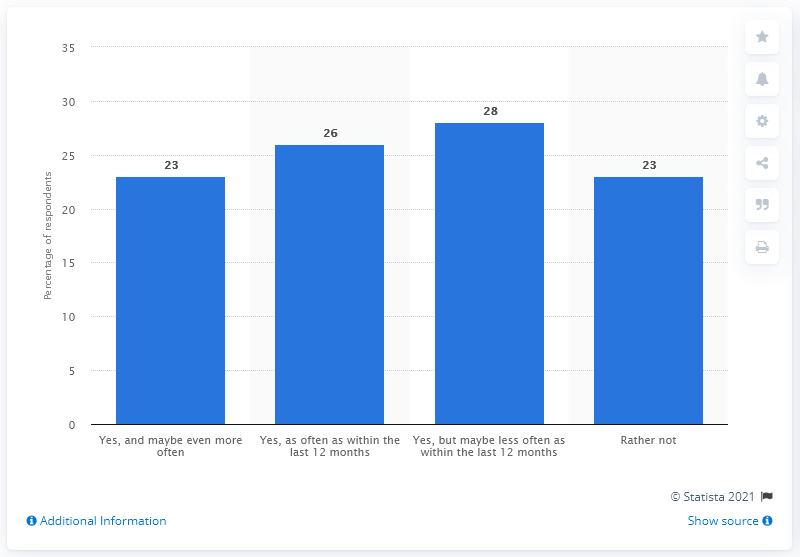 35
30
25
20
15
10
5
0
Percentage of respondents
23
26
28
23
Yes, and maybe even more
often
Yes, as often as within the
last 12 months
Yes, but maybe less often as
within the last 12 months
Rather not
© Statista 2021
Additional Information
Show source